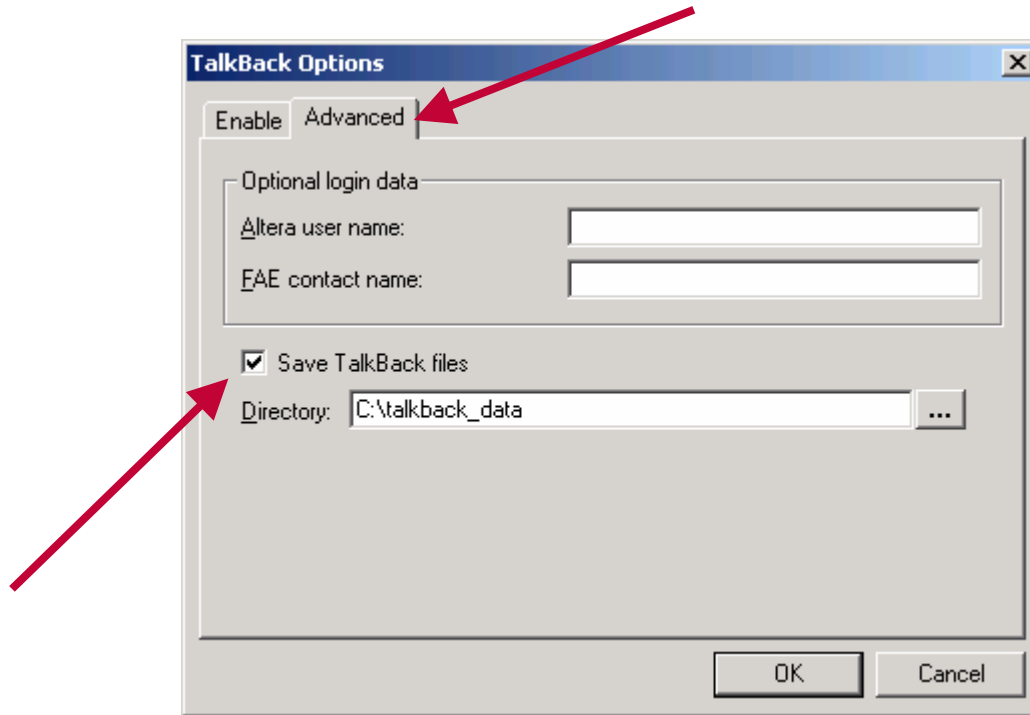 TalkBack Options
Enable Advanced
Optional login data
Altera user name:
FAE contact name:
Save TalkBack files
Directory: C:\talkback_data ...
OK Cancel